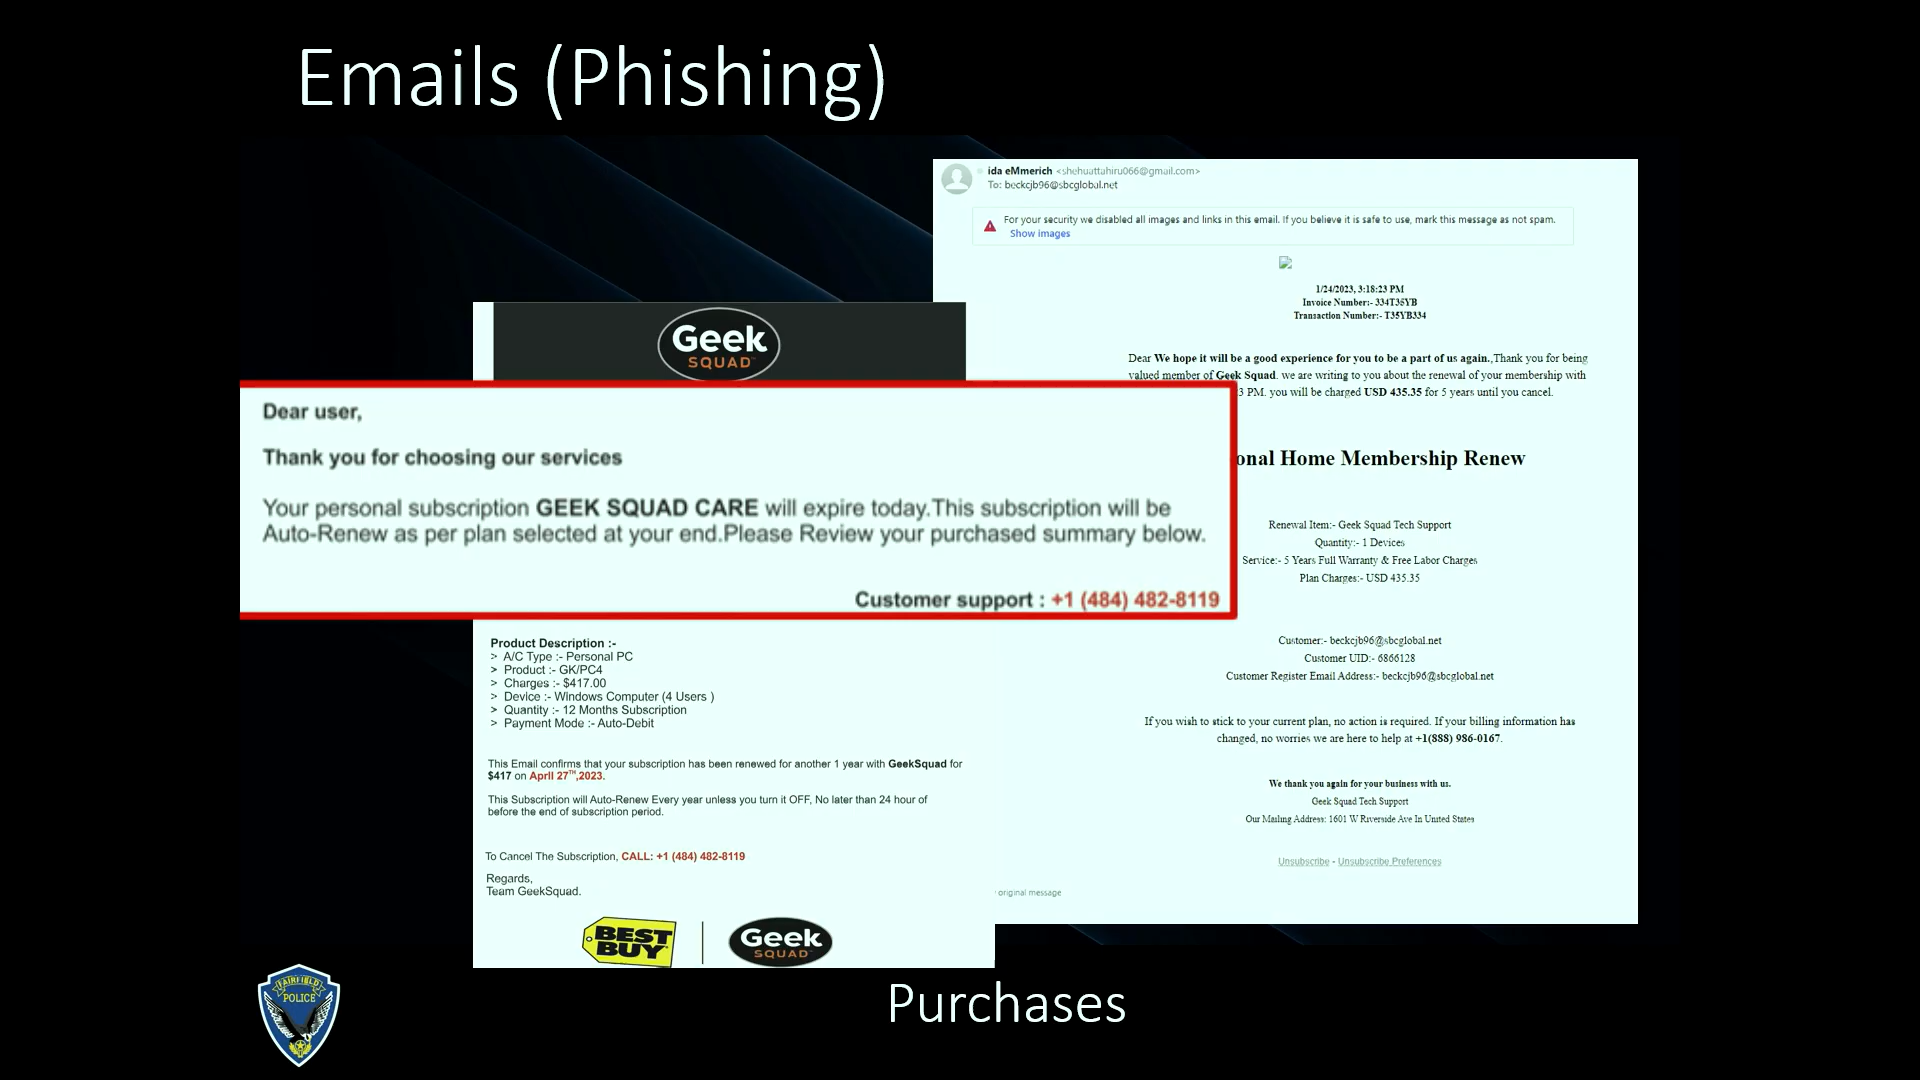 Emails (Phishing)
ida eMmerich <shehuattahiru066@gmail.com>
To: beckcjb96@sbcglobal.net
For your security we disabled all images and links in this email. If you believe it is safe to use, mark this message as not spam.
Show images
1/24/2023, 3:18:23 PM
Invoice Number:- 334T35YB
Transaction Number:- T35YB334
Dear We hope it will be a good experience for you to be a part of us again.,Thank you for being
valued member of Geek Squad. we are writing to you about the renewal of your membership with
3 PM. you will be charged USD 435.35 for 5 years until you cancel.
onal Home Membership Renew
Renewal Item:- Geek Squad Tech Support
Quantity:- 1 Devices
Service:- 5 Years Full Warranty & Free Labor Charges
Plan Charges:- USD 435.35
Customer:- beckcjb96@sbcglobal.net
Customer UID:- 6866128
Customer Register Email Address:- beckcjb96@sbcglobal.net
If you wish to stick to your current plan, no action is required. If your billing information has
changed, no worries we are here to help at +1(888) 986-0167.
We thank you again for your business with us.
Geek Squad Tech Support
Our Mailing Address: 1601 W Riverside Ave In United States
Unsubscribe - Unsubscribe Preferences
original message
Geek
SQUAD
Dear user,
Thank you for choosing our services
Your personal subscription GEEK SQUAD CARE will expire today.This subscription will be
Auto-Renew as per plan selected at your end.Please Review your purchased summary below.
Customer support : +1 (484) 482-8119
Product Description :-
> A/C Type :- Personal PC
> Product :- GK/PC4
> Charges :- $417.00
> Device :- Windows Computer (4 Users )
> Quantity :- 12 Months Subscription
> Payment Mode :- Auto-Debit
This Email confirms that your subscription has been renewed for another 1 year with GeekSquad for
$417 on April 27TH,2023.
This Subscription will Auto-Renew Every year unless you turn it OFF, No later than 24 hour of
before the end of subscription period.
To Cancel The Subscription, CALL: +1 (484) 482-8119
Regards,
Team GeekSquad.
BEST
BUY
Geek
SQUAD
FAIRFIELD
POLICE
Purchases